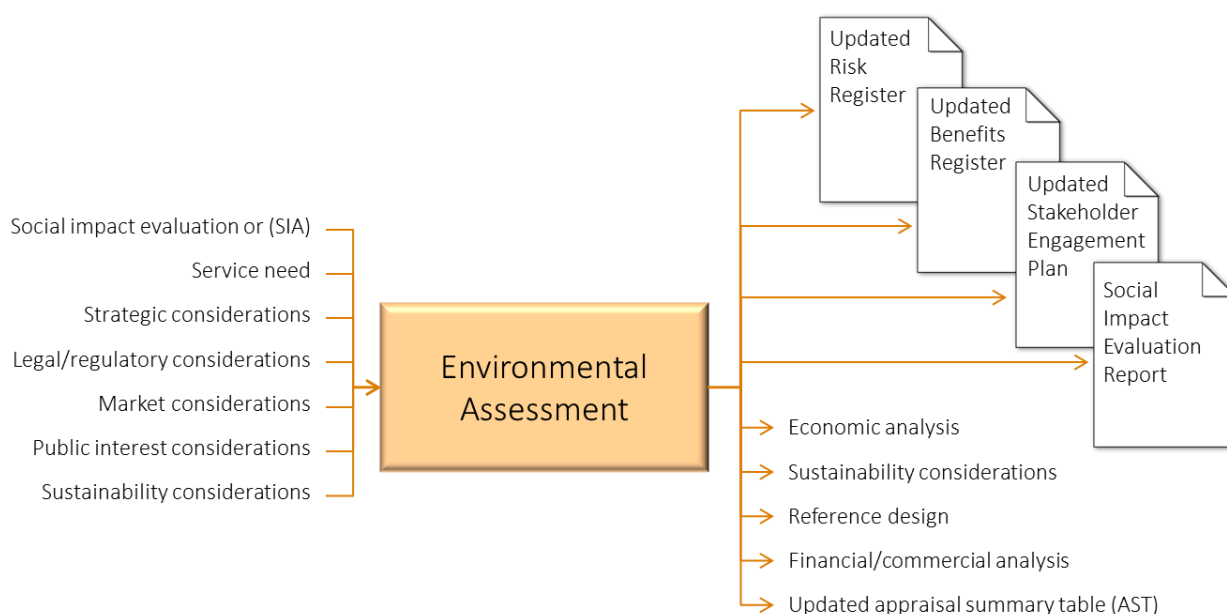 Social impact evaluation or (SIA)
Service need
Strategic considerations
Legal/regulatory considerations
Market considerations
Public interest considerations
Sustainability considerations
Environmental
Assessment
Updated
Risk
Register
Updated
Benefits
Register
Updated
Stakeholder
Engagement
Plan
Social
Impact
Evaluation
Report
Economic analysis
Sustainability considerations
Reference design
Financial/commercial analysis
Updated appraisal summary table (AST)